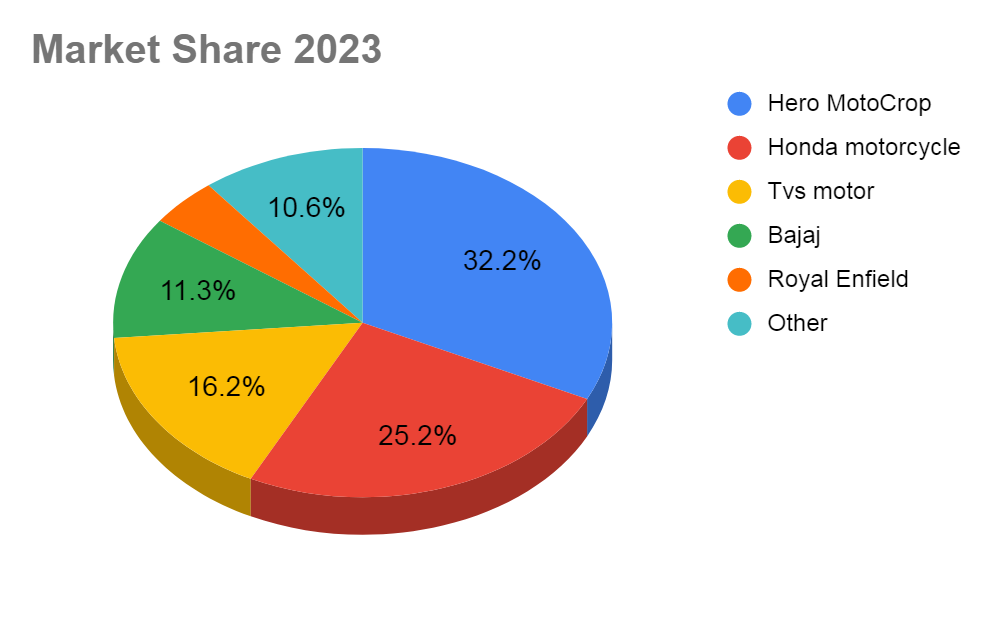 Market Share 2023
Hero MotoCrop
Honda motorcycle
Tvs motor
Bajaj
Royal Enfield
Other
10.6%
32.2%
11.3%
16.2%
25.2%